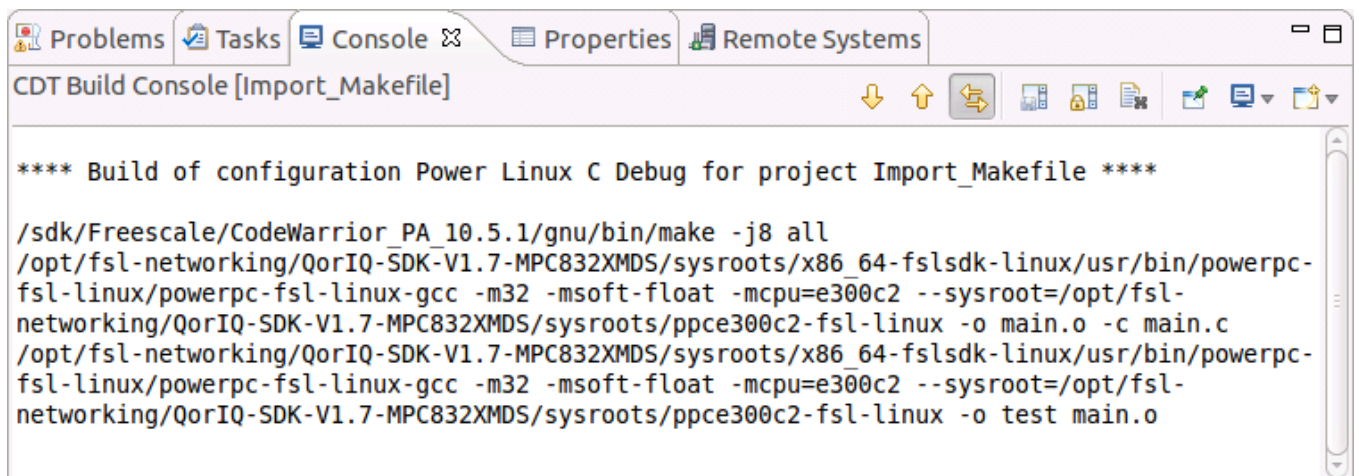 Problems Tasks Console Properties Remote Systems
CDT Build Console [Import_Makefile]
**** Build of configuration Power Linux C Debug for project Import_Makefile ****
/sdk/Freescale/CodeWarrior_PA_10.5.1/gnu/bin/make -j8 all
/opt/fsl-networking/QorIQ-SDK-V1.7-MPC832XMDS/sysroots/x86_64-fslsdk-linux/usr/bin/powerpc-
fsl-linux/powerpc-fsl-linux-gcc -m32 -msoft-float -mcpu=e300c2 --sysroot=/opt/fsl-
networking/QorIQ-SDK-V1.7-MPC832XMDS/sysroots/ppce300c2-fsl-linux -o main.o -c main.c
/opt/fsl-networking/QorIQ-SDK-V1.7-MPC832XMDS/sysroots/x86_64-fslsdk-linux/usr/bin/powerpc-
fsl-linux/powerpc-fsl-linux-gcc -m32 -msoft-float -mcpu=e300c2 --sysroot=/opt/fsl-
networking/QorIQ-SDK-V1.7-MPC832XMDS/sysroots/ppce300c2-fsl-linux -o test main.o